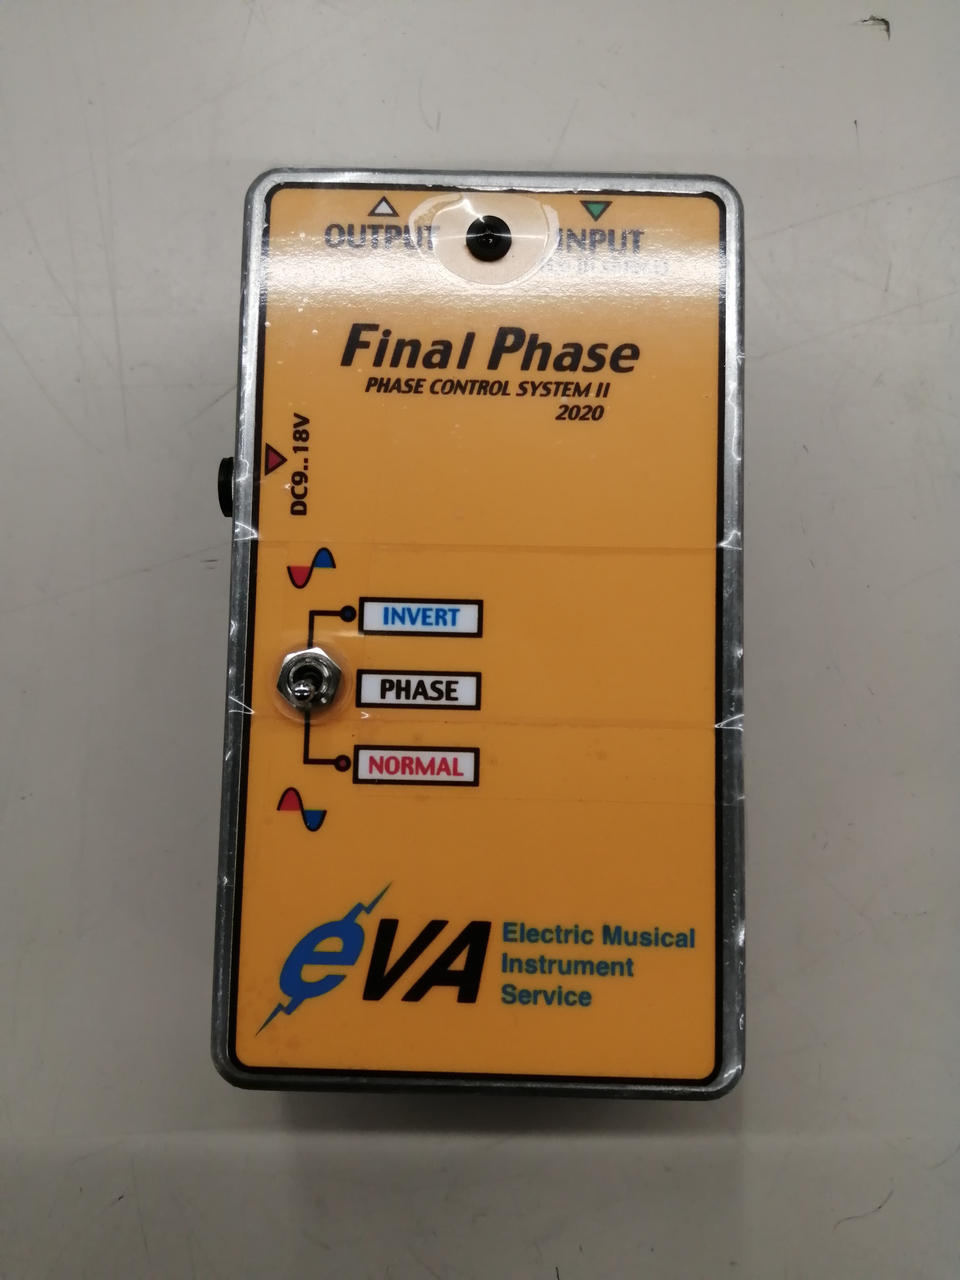 OUTPUT
INPUT
Final Phase
PHASE CONTROL SYSTEM II
2020
DC9..18V
INVERT
PHASE
NORMAL
eVA
Electric Musical
Instrument
Service